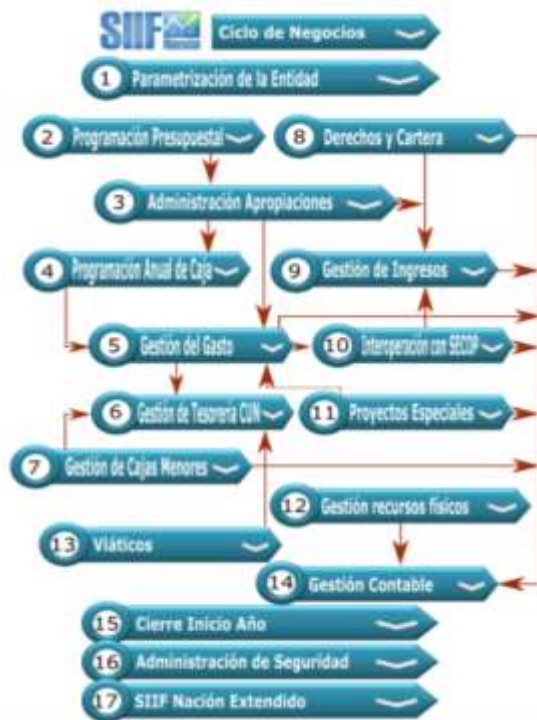 SIIF
Ciclo de Negocios
1 Parametrización de la Entidad
2 Programación Presupuestal
8 Derechos y Cartera
3 Administración Apropiaciones
4 Programación Anual de Caja
9 Gestión de Ingresos
5 Gestión del Gasto
10 Interoperación con SECOP
6 Gestión de Tesorería CUN
11 Proyectos Especiales
7 Gestión de Cajas Menores
12 Gestión recursos físicos
13 Viáticos
14 Gestión Contable
15 Cierre Inicio Año
16 Administración de Seguridad
17 SIIF Nación Extendido